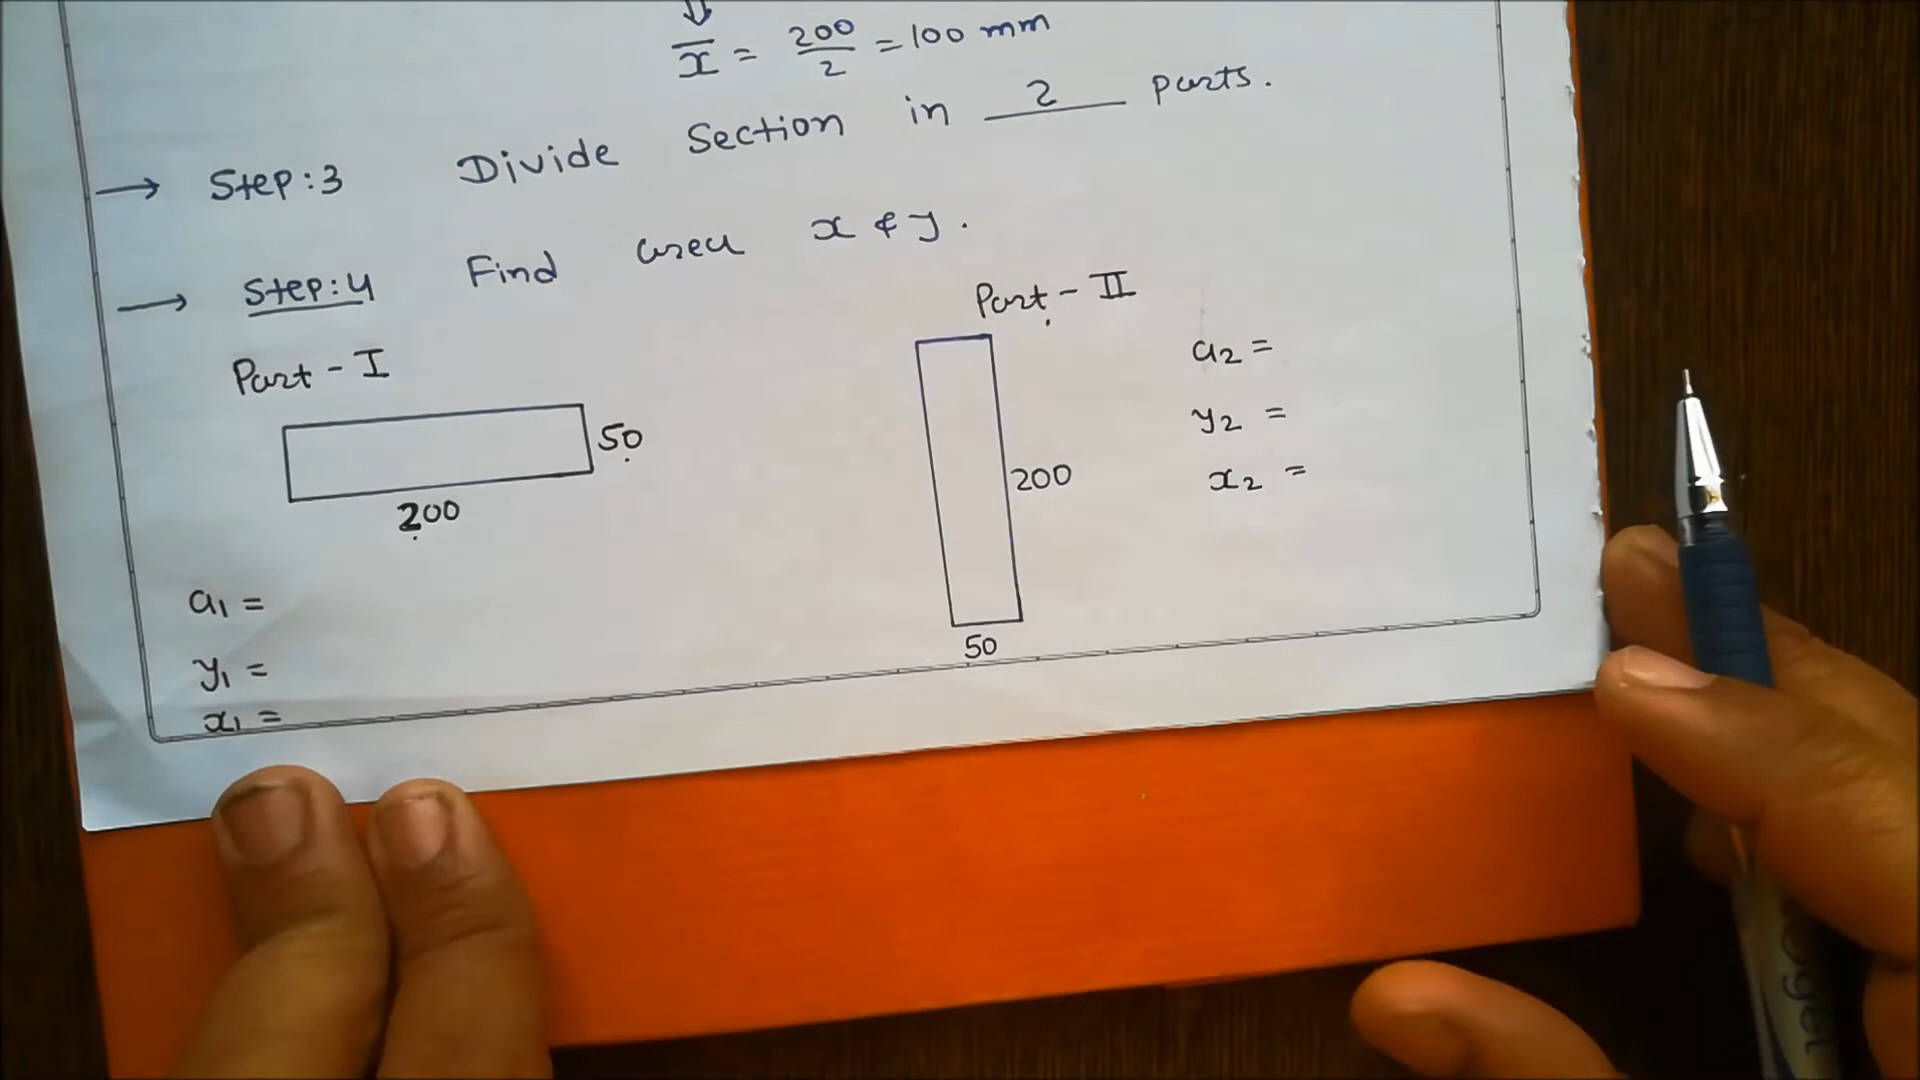 x̄ = 200/2 = 100 mm
→ Step:3 Divide Section in 2 parts.
→ Step:4 Find area x & y.
Part - I
50
200
a1 =
y1 =
x1 =
Part - II
200
50
a2 =
y2 =
x2 =